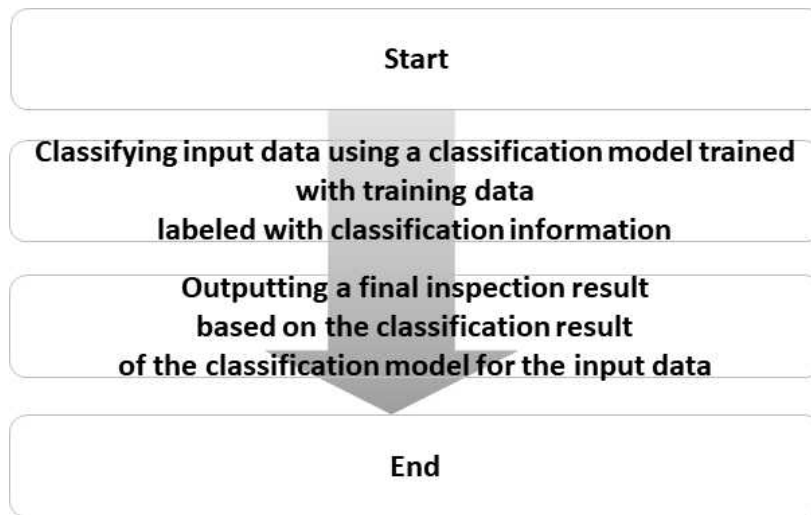 Start
Classifying input data using a classification model trained
with training data
labeled with classification information
Outputting a final inspection result
based on the classification result
of the classification model for the input data
End